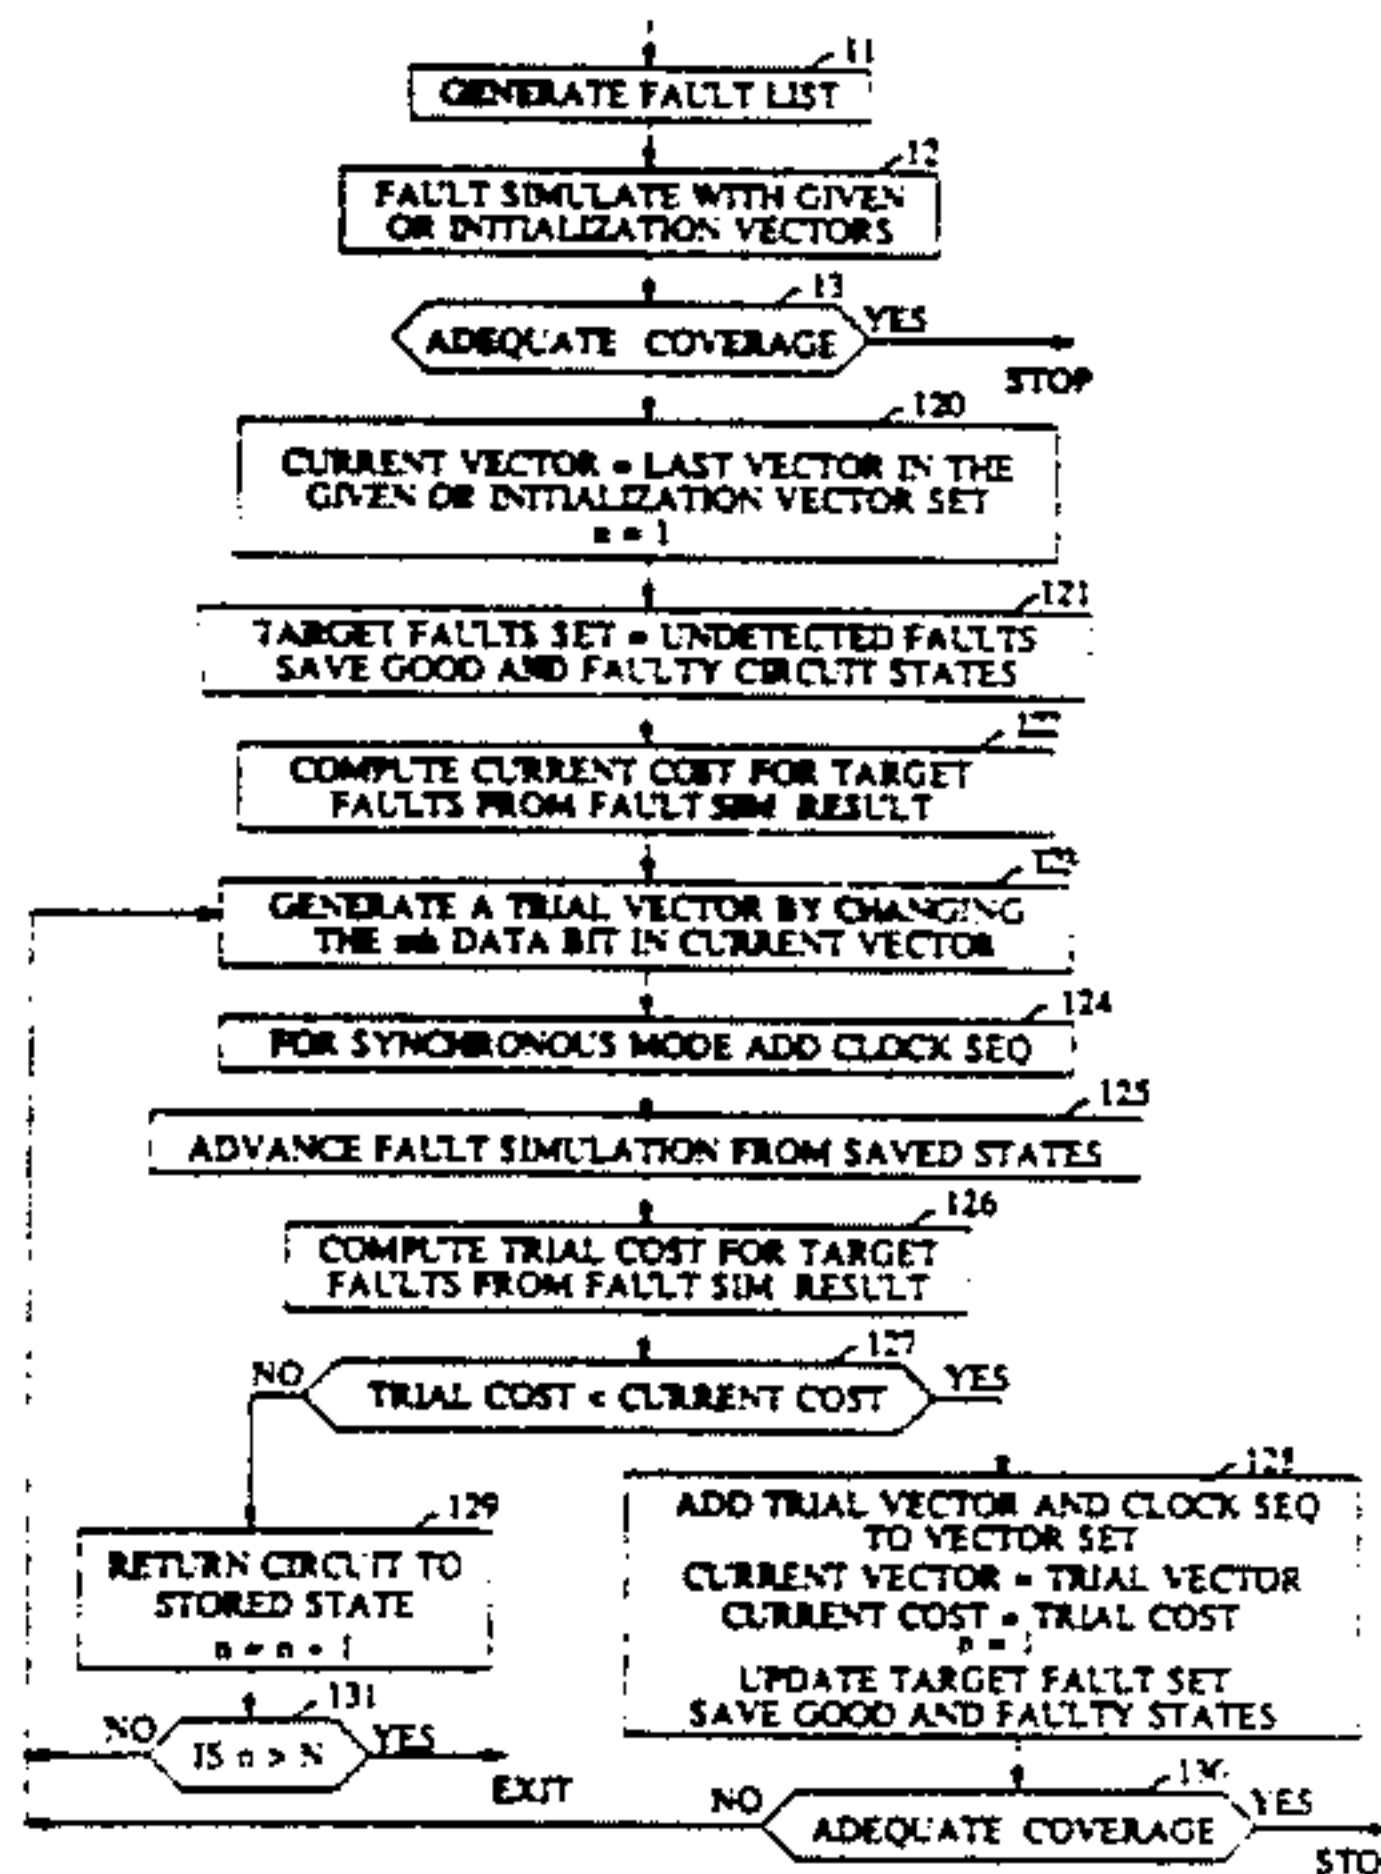 11
GENERATE FAULT LIST
12
FAULT SIMULATE WITH GIVEN
OR INITIALIZATION VECTORS
13
ADEQUATE COVERAGE
YES
STOP
120
CURRENT VECTOR = LAST VECTOR IN THE
GIVEN OR INITIALIZATION VECTOR SET
n = 1
121
TARGET FAULTS SET = UNDETECTED FAULTS
SAVE GOOD AND FAULTY CIRCUIT STATES
COMPUTE CURRENT COST FOR TARGET
FAULTS FROM FAULT SIM RESULT
GENERATE A TRIAL VECTOR BY CHANGING
THE nth DATA BIT IN CURRENT VECTOR
124
FOR SYNCHRONOUS MODE ADD CLOCK SEQ
125
ADVANCE FAULT SIMULATION FROM SAVED STATES
126
COMPUTE TRIAL COST FOR TARGET
FAULTS FROM FAULT SIM RESULT
127
NO
TRIAL COST < CURRENT COST
YES
129
RETURN CIRCUIT TO
STORED STATE
n = n + 1
131
NO
IS n > N
YES
EXIT
ADD TRIAL VECTOR AND CLOCK SEQ
TO VECTOR SET
CURRENT VECTOR = TRIAL VECTOR
CURRENT COST = TRIAL COST
n = 1
UPDATE TARGET FAULT SET
SAVE GOOD AND FAULTY STATES
NO
ADEQUATE COVERAGE
YES
STO